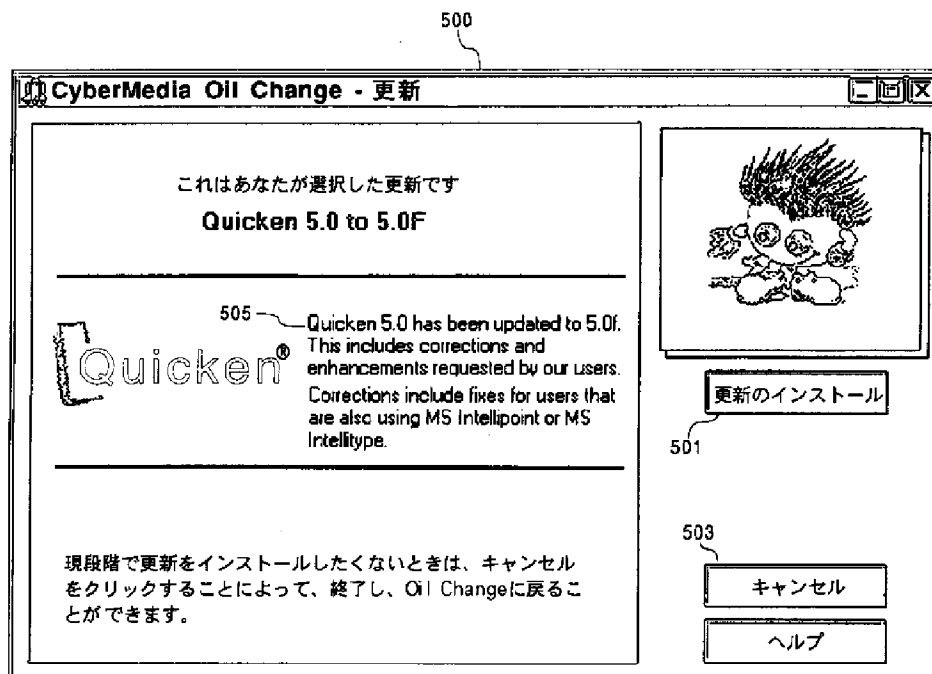 500
CyberMedia Oil Change - 更新
これはあなたが選択した更新です
Quicken 5.0 to 5.0F
505
Quicken®
Quicken 5.0 has been updated to 5.0f.
This includes corrections and
enhancements requested by our users.
Corrections include fixes for users that
are also using MS Intellipoint or MS
Intellitype.
現段階で更新をインストールしたくないときは、キャンセル
をクリックすることによって、終了し、Oil Changeに戻るこ
とができます。
更新のインストール
501
503
キャンセル
ヘルプ